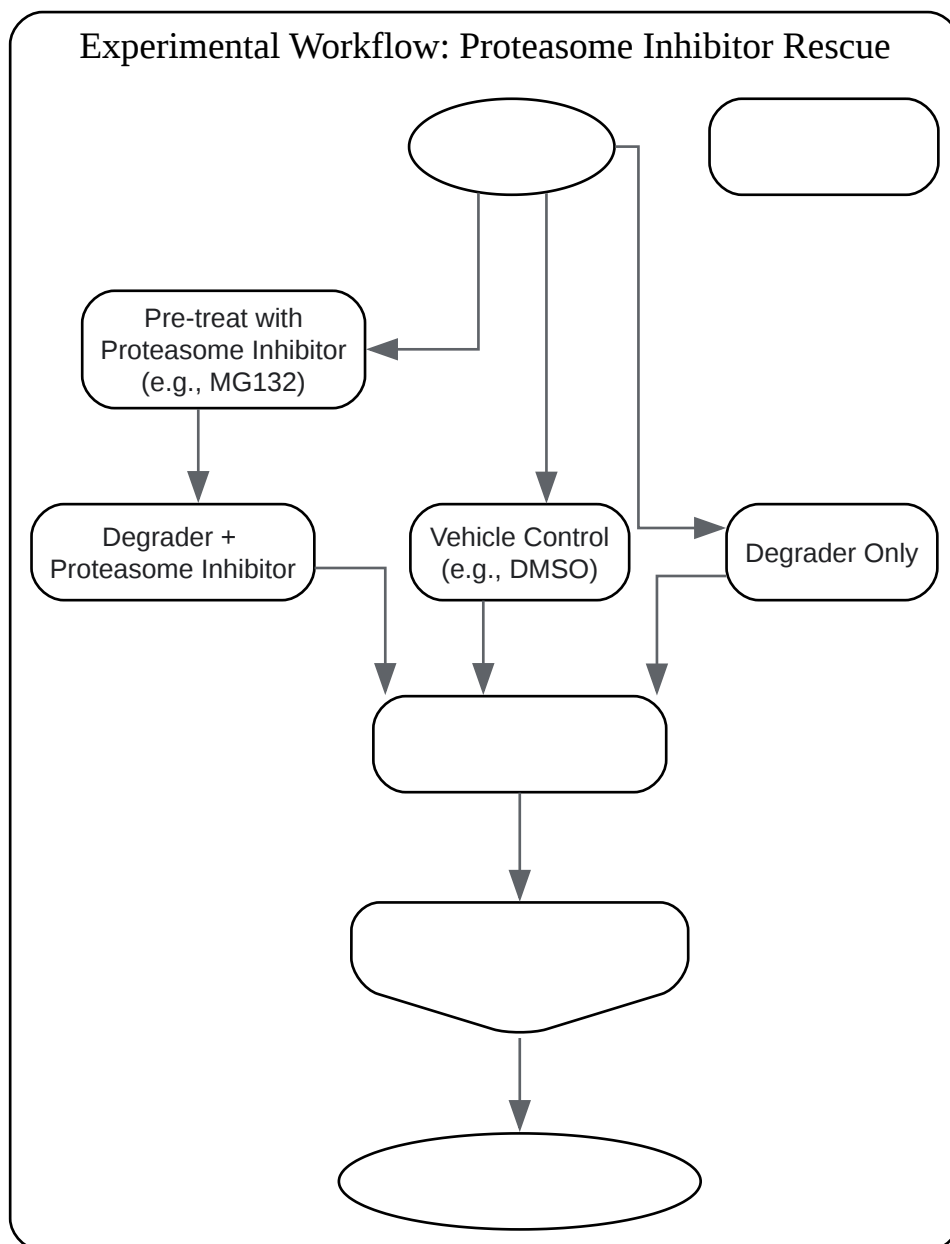 Experimental Workflow: Proteasome Inhibitor Rescue
Pre-treat with
Proteasome Inhibitor
(e.g., MG132)
Degrader +
Proteasome Inhibitor
Vehicle Control
(e.g., DMSO)
Degrader Only